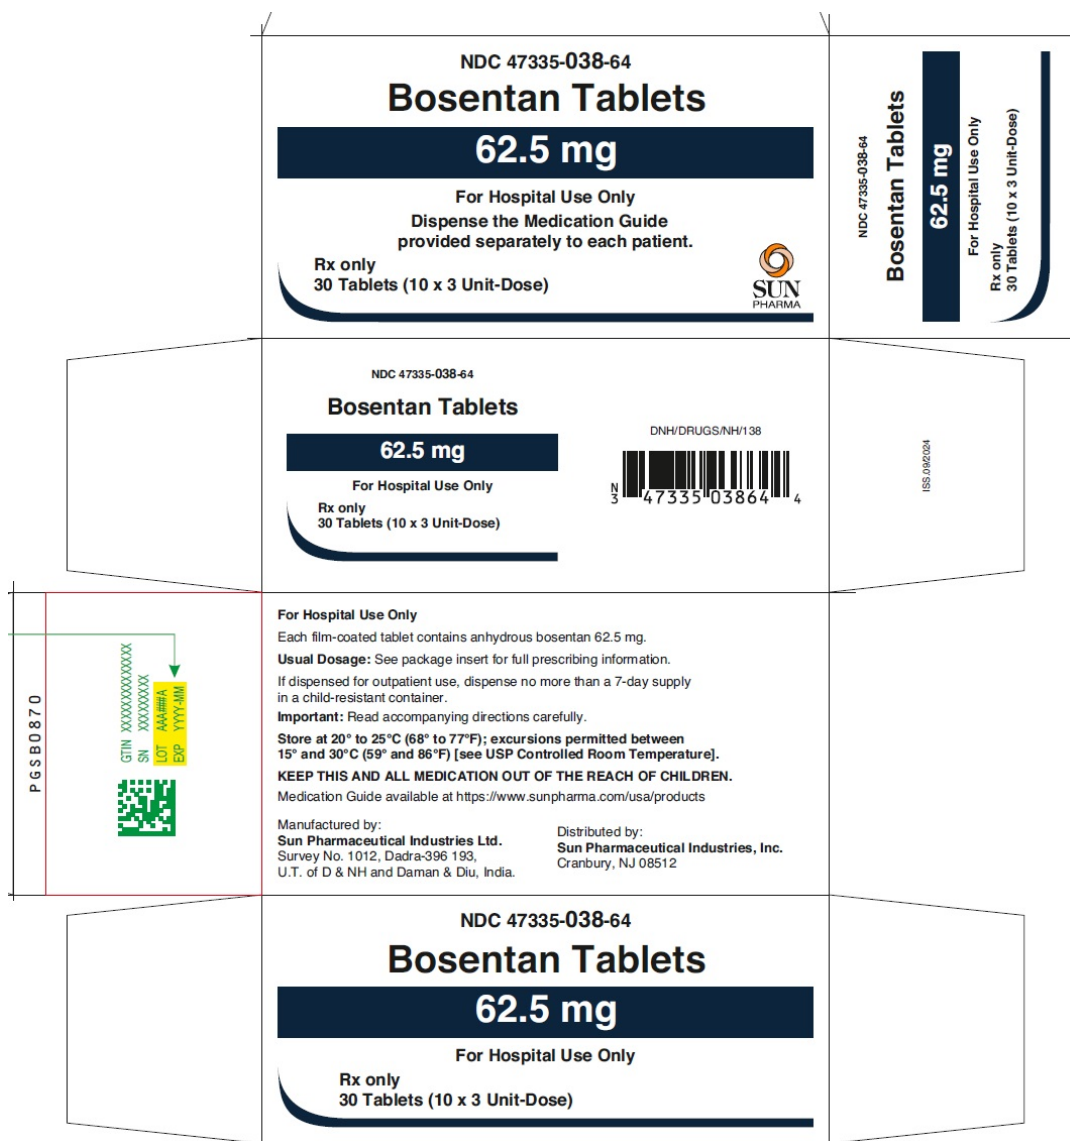 NDC 47335-038-64
Bosentan Tablets
62.5 mg
For Hospital Use Only
Dispense the Medication Guide
provided separately to each patient.
Rx only
30 Tablets (10 x 3 Unit-Dose)
SUN
PHARMA
NDC 47335-038-64
Bosentan Tablets
62.5 mg
For Hospital Use Only
Rx only
30 Tablets (10 x 3 Unit-Dose)
NDC 47335-038-64
Bosentan Tablets
62.5 mg
For Hospital Use Only
Rx only
30 Tablets (10 x 3 Unit-Dose)
DNH/DRUGS/NH/138
N
3 47335 03864 4
ISS.09/2024
PGSB0870
GTIN XXXXXXXXXXXXXX
SN XXXXXXXXX
LOT AAA###A
EXP YYYY-MM
For Hospital Use Only
Each film-coated tablet contains anhydrous bosentan 62.5 mg.
Usual Dosage: See package insert for full prescribing information.
If dispensed for outpatient use, dispense no more than a 7-day supply
in a child-resistant container.
Important: Read accompanying directions carefully.
Store at 20° to 25°C (68° to 77°F); excursions permitted between
15° and 30°C (59° and 86°F) [see USP Controlled Room Temperature].
KEEP THIS AND ALL MEDICATION OUT OF THE REACH OF CHILDREN.
Medication Guide available at https://www.sunpharma.com/usa/products
Manufactured by:
Sun Pharmaceutical Industries Ltd.
Survey No. 1012, Dadra-396 193,
U.T. of D & NH and Daman & Diu, India.
Distributed by:
Sun Pharmaceutical Industries, Inc.
Cranbury, NJ 08512
NDC 47335-038-64
Bosentan Tablets
62.5 mg
For Hospital Use Only
Rx only
30 Tablets (10 x 3 Unit-Dose)